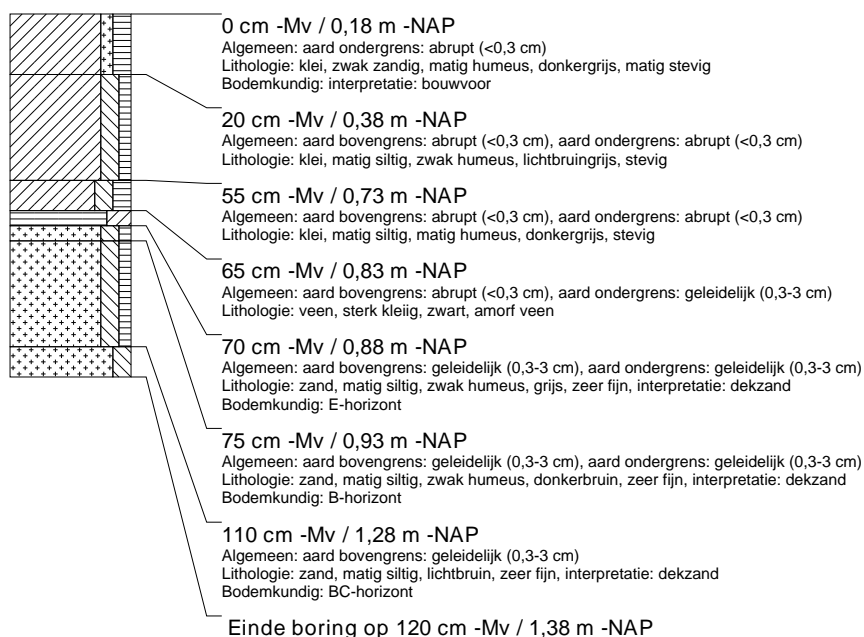 0 cm -Mv / 0,18 m -NAP
Algemeen: aard ondergrens: abrupt (<0,3 cm)
Lithologie: klei, zwak zandig, matig humeus, donkergrijs, matig stevig
Bodemkundig: interpretatie: bouwvoor
20 cm -Mv / 0,38 m -NAP
Algemeen: aard bovengrens: abrupt (<0,3 cm), aard ondergrens: abrupt (<0,3 cm)
Lithologie: klei, matig siltig, zwak humeus, lichtbruingrijs, stevig
55 cm -Mv / 0,73 m -NAP
Algemeen: aard bovengrens: abrupt (<0,3 cm), aard ondergrens: abrupt (<0,3 cm)
Lithologie: klei, matig siltig, matig humeus, donkergrijs, stevig
65 cm -Mv / 0,83 m -NAP
Algemeen: aard bovengrens: abrupt (<0,3 cm), aard ondergrens: geleidelijk (0,3-3 cm)
Lithologie: veen, sterk kleiig, zwart, amorf veen
70 cm -Mv / 0,88 m -NAP
Algemeen: aard bovengrens: geleidelijk (0,3-3 cm), aard ondergrens: geleidelijk (0,3-3 cm)
Lithologie: zand, matig siltig, zwak humeus, grijs, zeer fijn, interpretatie: dekzand
Bodemkundig: E-horizont
75 cm -Mv / 0,93 m -NAP
Algemeen: aard bovengrens: geleidelijk (0,3-3 cm), aard ondergrens: geleidelijk (0,3-3 cm)
Lithologie: zand, matig siltig, zwak humeus, donkerbruin, zeer fijn, interpretatie: dekzand
Bodemkundig: B-horizont
110 cm -Mv / 1,28 m -NAP
Algemeen: aard bovengrens: geleidelijk (0,3-3 cm)
Lithologie: zand, matig siltig, lichtbruin, zeer fijn, interpretatie: dekzand
Bodemkundig: BC-horizont
Einde boring op 120 cm -Mv / 1,38 m -NAP